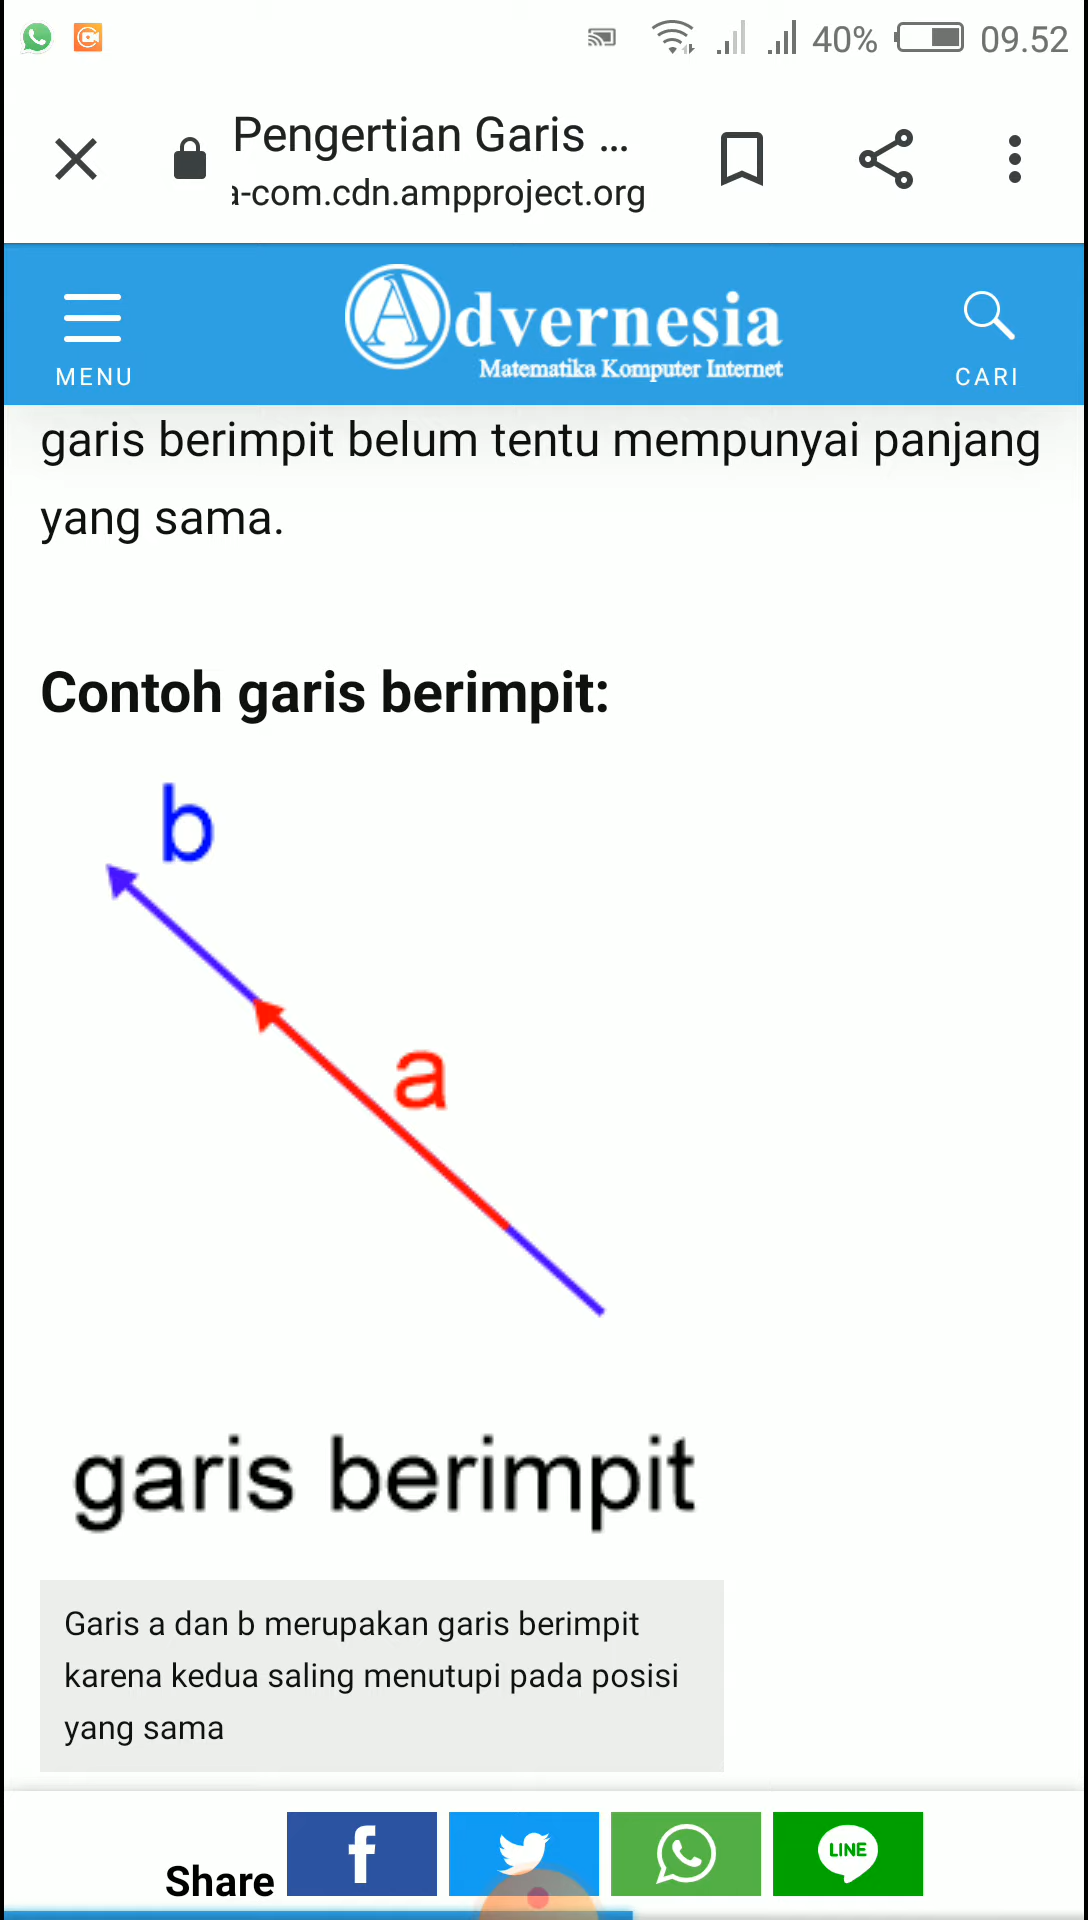 40% 09.52
Pengertian Garis ...
a-com.cdn.ampproject.org
MENU
Advernesia
Matematika Komputer Internet
CARI
garis berimpit belum tentu mempunyai panjang
yang sama.
Contoh garis berimpit:
b
a
garis berimpit
Garis a dan b merupakan garis berimpit
karena kedua saling menutupi pada posisi
yang sama
Share
f
LINE